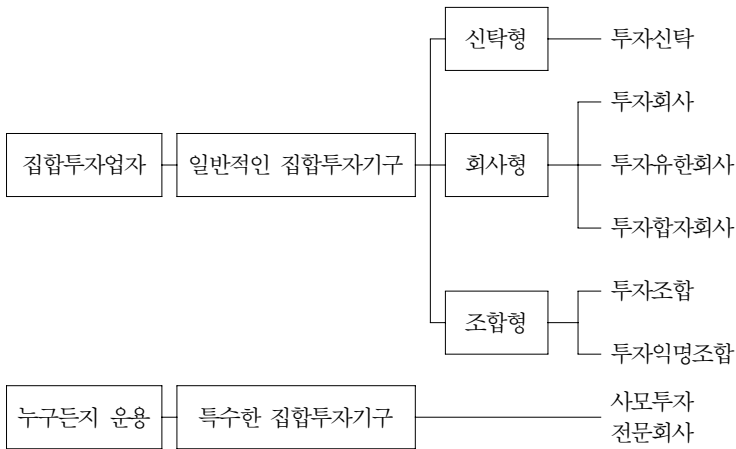 신탁형
투자신탁
투자회사
집합투자업자
일반적인 집합투자기구
회사형
투자유한회사
투자합자회사
투자조합
조합형
투자익명조합
누구든지 운용
특수한 집합투자기구
사모투자
전문회사